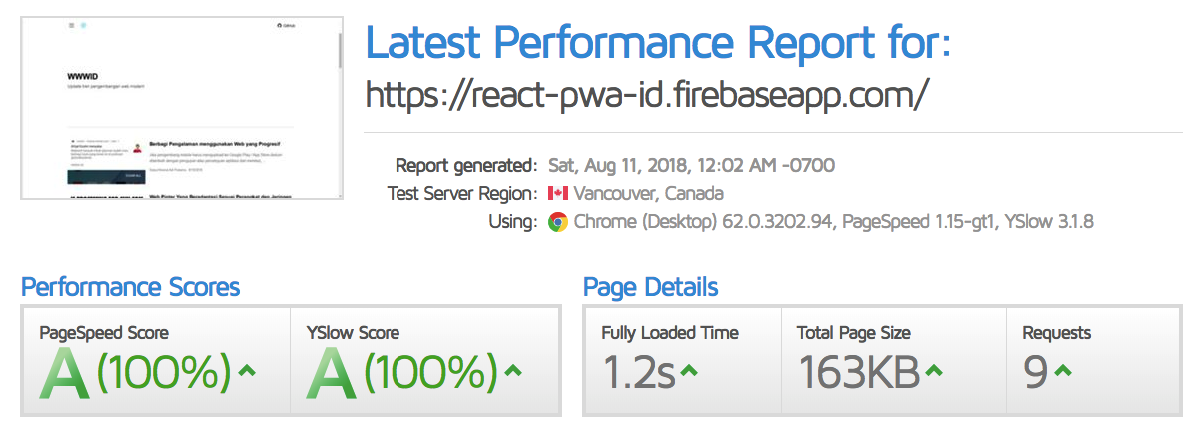 GitHub
WWWID
Update hari pengembangan web modern!
Berbagi Pengalaman menggunakan Web yang Progresif
Latest Performance Report for:
https://react-pwa-id.firebaseapp.com/
Report generated: Sat, Aug 11, 2018, 12:02 AM -0700
Test Server Region: Vancouver, Canada
Using: Chrome (Desktop) 62.0.3202.94, PageSpeed 1.15-gt1, YSlow 3.1.8
Performance Scores
PageSpeed Score YSlow Score
A (100%) A (100%)
Page Details
Fully Loaded Time Total Page Size Requests
1.2s 163KB 9